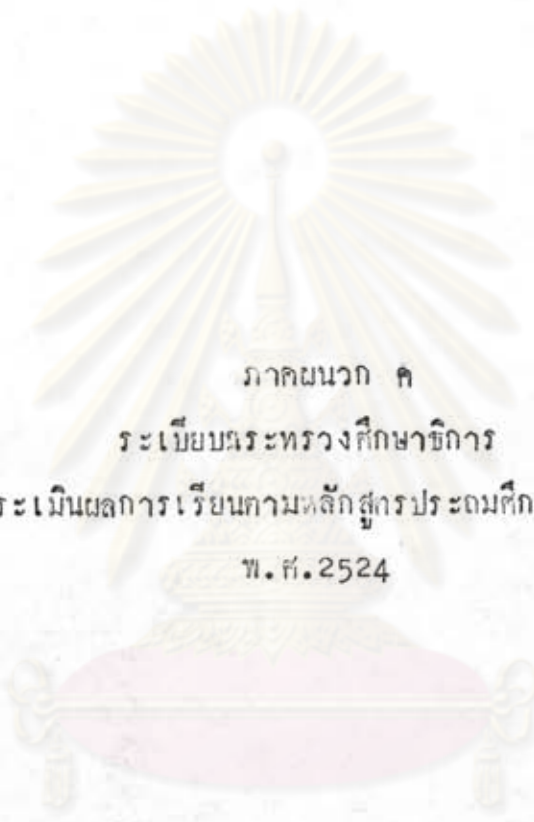 ภาคผนวก ค
ระเบียบกระทรวงศึกษาธิการ
ระเมินผลการเรียนตามหลักสูตรประถมศึก
พ.ศ.2524